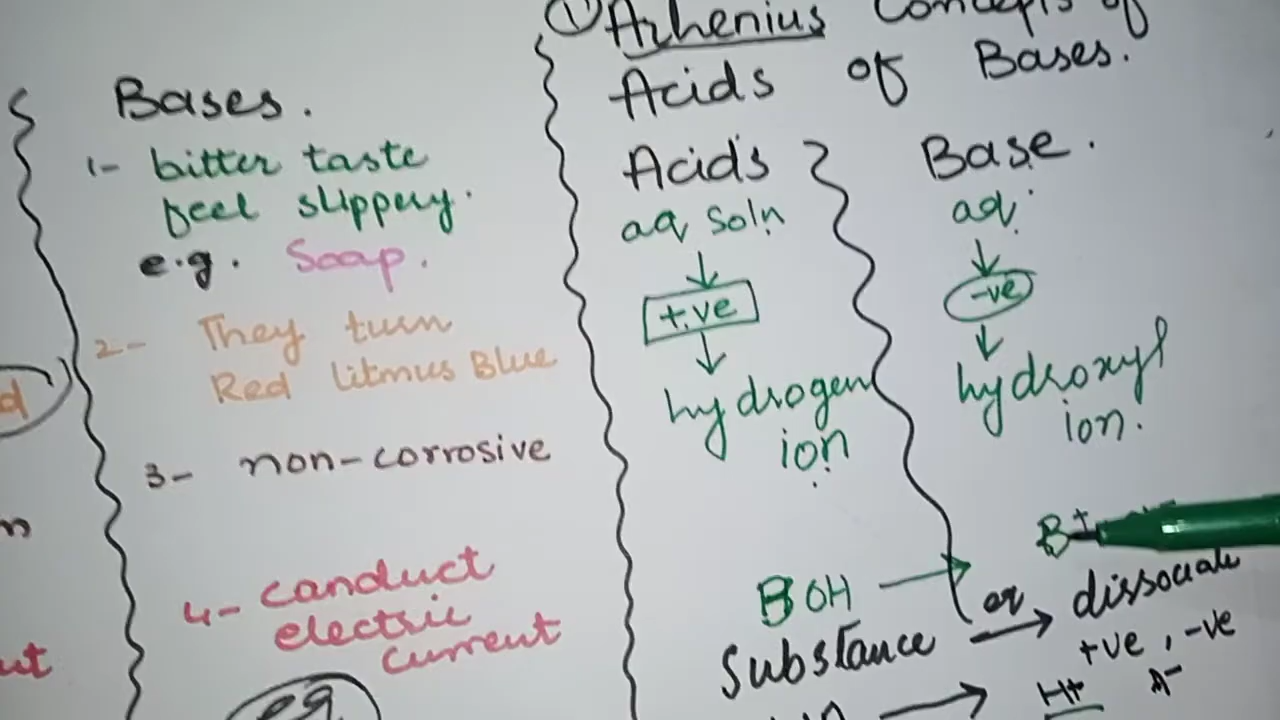 Bases.
1- bitter taste
feel slippery.
e.g. Soap.
2- They turn
Red litmus Blue
3- non-corrosive
4- conduct
electric
current
eg
① Arhenius Concepts of
Acids of Bases.
Acids
aq soln
+ve
hydrogen
ion
Base.
aq.
-ve
hydroxyl
ion.
BOH → B+
Substance or → dissociate
+ve, -ve
→ H+ A-